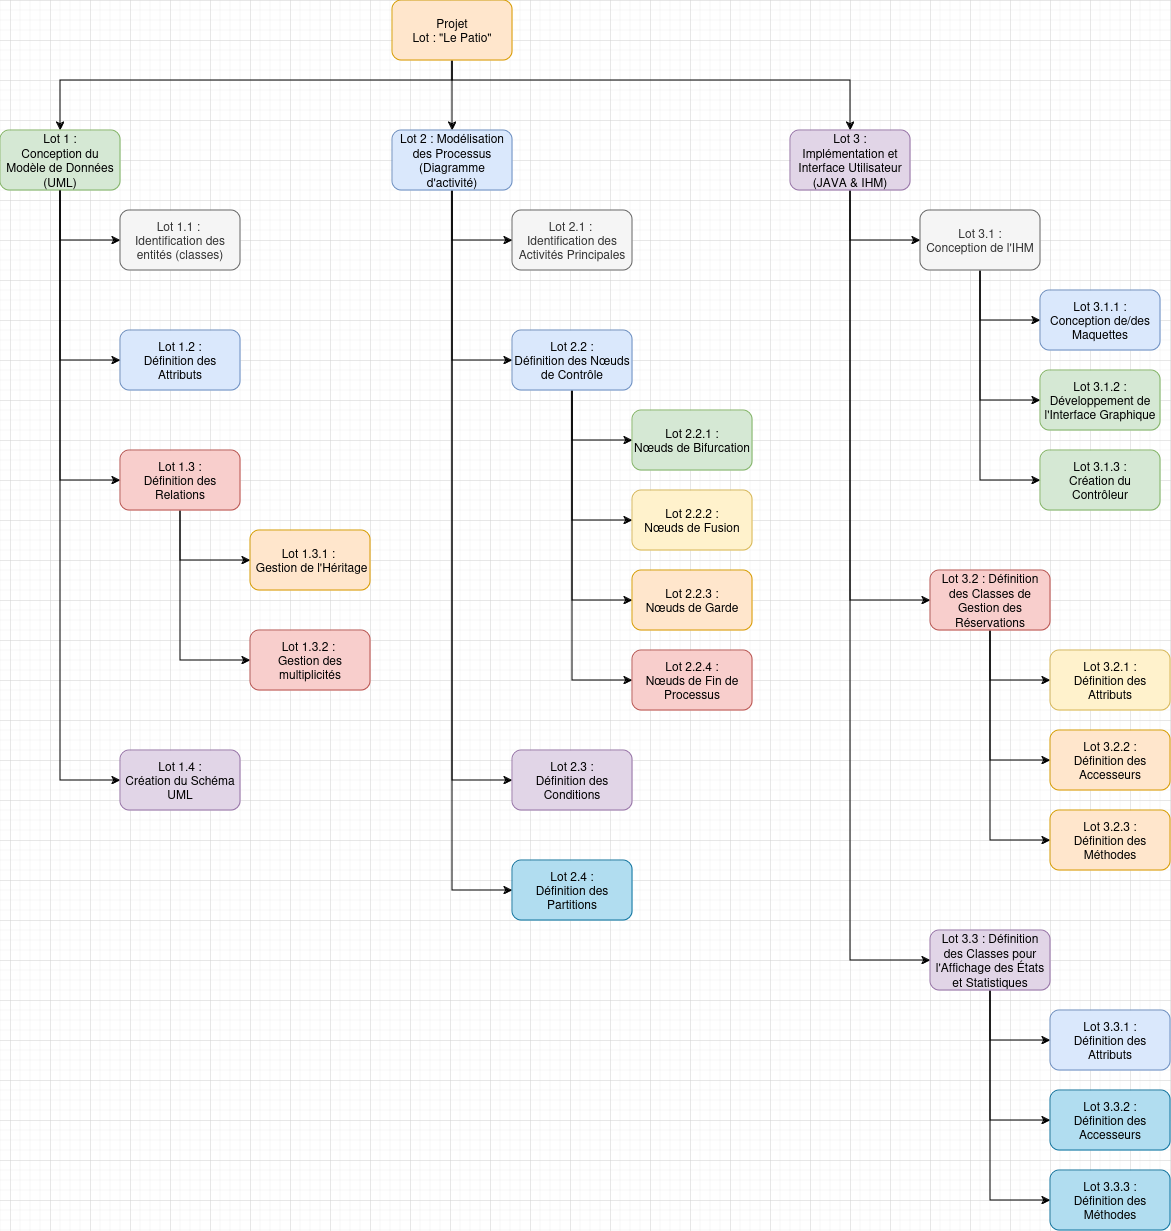 Projet
Lot : "Le Patio"
Lot 1 :
Conception du
Modèle de Données
(UML)
Lot 2 : Modélisation
des Processus
(Diagramme
d'activité)
Lot 3 :
Implémentation et
Interface Utilisateur
(JAVA & IHM)
Lot 1.1 :
Identification des
entités (classes)
Lot 1.2 :
Définition des
Attributs
Lot 1.3 :
Définition des
Relations
Lot 1.3.1 :
Gestion de l'Héritage
Lot 1.3.2 :
Gestion des
multiplicités
Lot 1.4 :
Création du Schéma
UML
Lot 2.1 :
Identification des
Activités Principales
Lot 2.2 :
Définition des Nœuds
de Contrôle
Lot 2.2.1 :
Nœuds de Bifurcation
Lot 2.2.2 :
Nœuds de Fusion
Lot 2.2.3 :
Nœuds de Garde
Lot 2.2.4 :
Nœuds de Fin de
Processus
Lot 2.3 :
Définition des
Conditions
Lot 2.4 :
Définition des
Partitions
Lot 3.1 :
Conception de l'IHM
Lot 3.1.1 :
Conception de/des
Maquettes
Lot 3.1.2 :
Développement de
l'Interface Graphique
Lot 3.1.3 :
Création du
Contrôleur
Lot 3.2 : Définition
des Classes de
Gestion des
Réservations
Lot 3.2.1 :
Définition des
Attributs
Lot 3.2.2 :
Définition des
Accesseurs
Lot 3.2.3 :
Définition des
Méthodes
Lot 3.3 : Définition
des Classes pour
l'Affichage des États
et Statistiques
Lot 3.3.1 :
Définition des
Attributs
Lot 3.3.2 :
Définition des
Accesseurs
Lot 3.3.3 :
Définition des
Méthodes